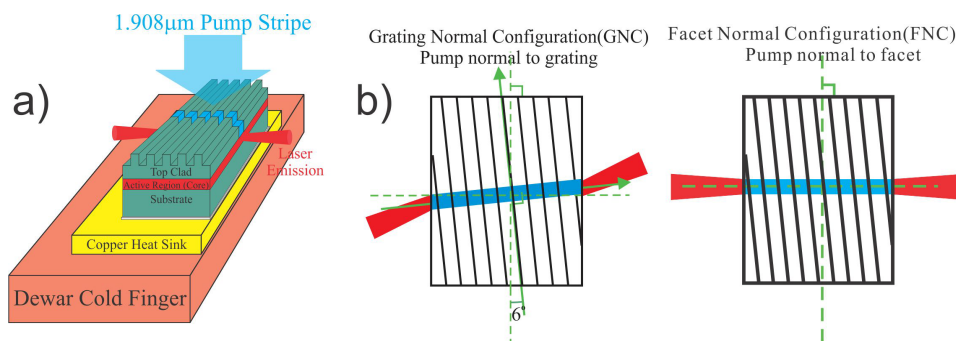 a)
1.908μm Pump Stripe
Laser
Emission
Top Clad
Active Region (Core)
Substrate
Copper Heat Sink
Dewar Cold Finger
b)
Grating Normal Configuration(GNC)
Pump normal to grating
6°
Facet Normal Configuration(FNC)
Pump normal to facet